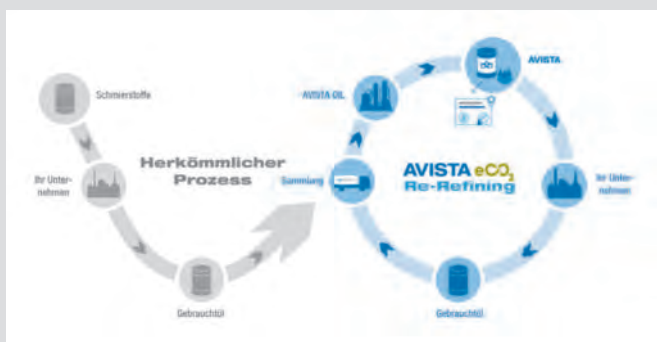 Schmierstoffe
Ihr Unter-
nehmen
Gebrauchtöl
Herkömmlicher
Prozess
Sammlung
AVISTA OIL
AVISTA
AVISTA eCO₂
Re-Refining
Ihr Unter-
nehmen
Gebrauchtöl